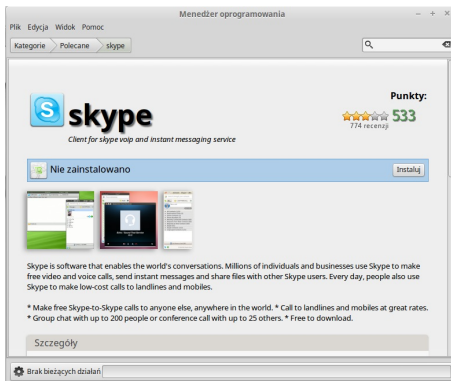 Menedżer oprogramowania
Plik Edycja Widok Pomoc
Kategorie Polecane skype
skype
Client for skype voip and instant messaging service
Punkty:
533
774 recenzji
Nie zainstalowano
Instaluj
Skype is software that enables the world's conversations. Millions of individuals and businesses use Skype to make
free video and voice calls, send instant messages and share files with other Skype users. Every day, people also use
Skype to make low-cost calls to landlines and mobiles.
* Make free Skype-to-Skype calls to anyone else, anywhere in the world. * Call to landlines and mobiles at great rates.
* Group chat with up to 200 people or conference call with up to 25 others. * Free to download.
Szczegóły
Brak bieżących działań